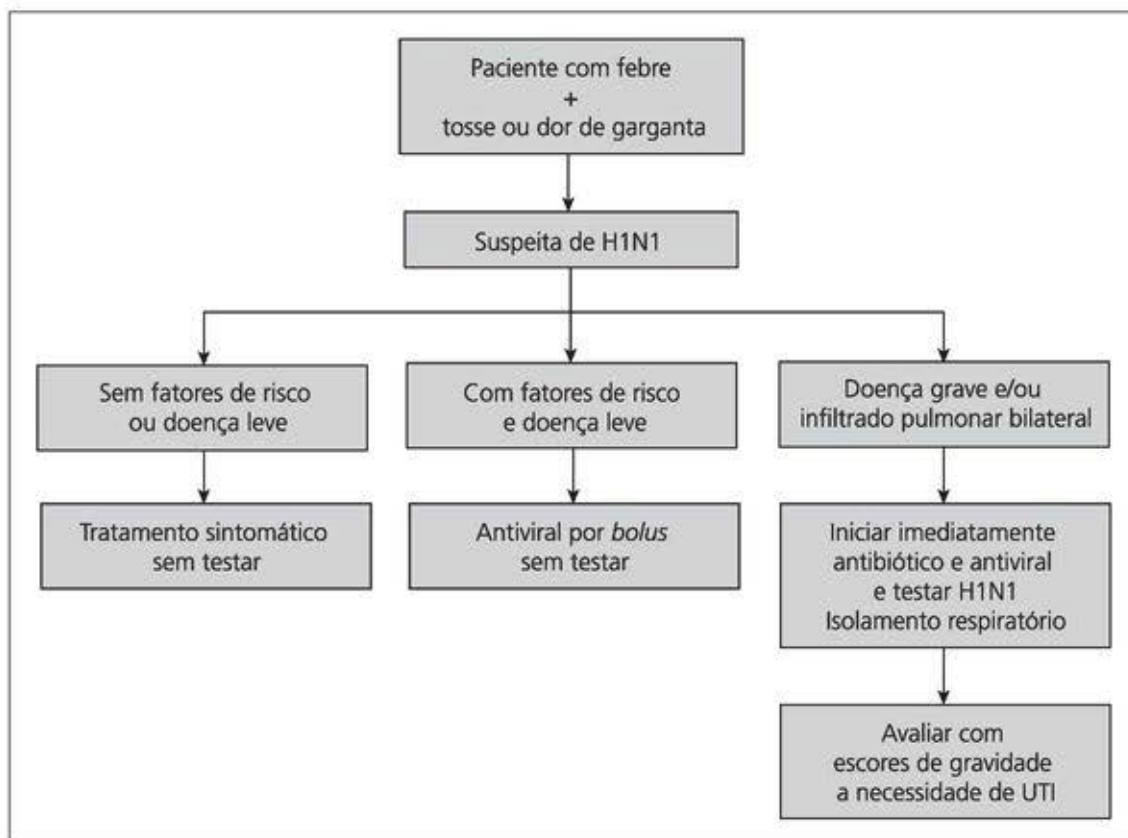 Paciente com febre
+
tosse ou dor de garganta
Suspeita de H1N1
Sem fatores de risco
ou doença leve
Com fatores de risco
e doença leve
Doença grave e/ou
infiltrado pulmonar bilateral
Tratamento sintomático
sem testar
Antiviral por bolus
sem testar
Iniciar imediatamente
antibiótico e antiviral
e testar H1N1
Isolamento respiratório
Avaliar com
escores de gravidade
a necessidade de UTI